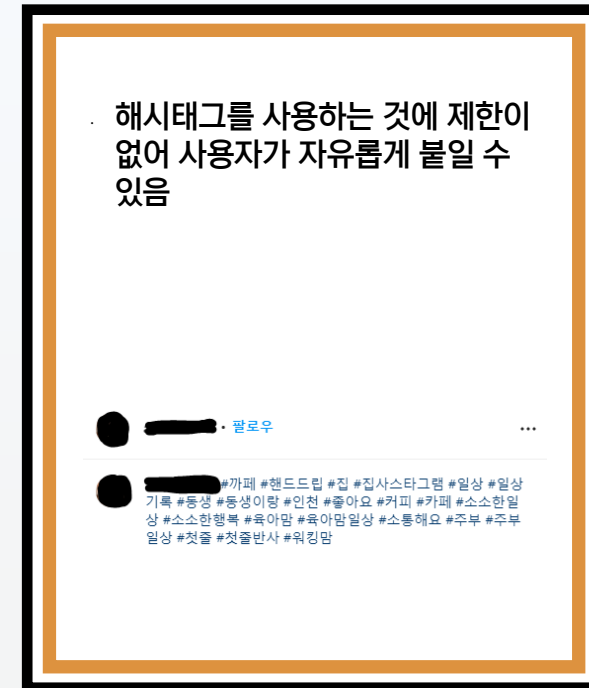 해시태그를 사용하는 것에 제한이
없어 사용자가 자유롭게 붙일 수
있음
• 팔로우
#까페 #핸드드립 #집 #집사스타그램 #일상 #일상
기록 #동생 #동생이랑 #인천 #좋아요 #커피 #카페 #소소한일
상 #소소한행복 #육아맘 #육아맘일상 #소통해요 #주부 #주부
일상 #첫줄 #첫줄반사 #워킹맘